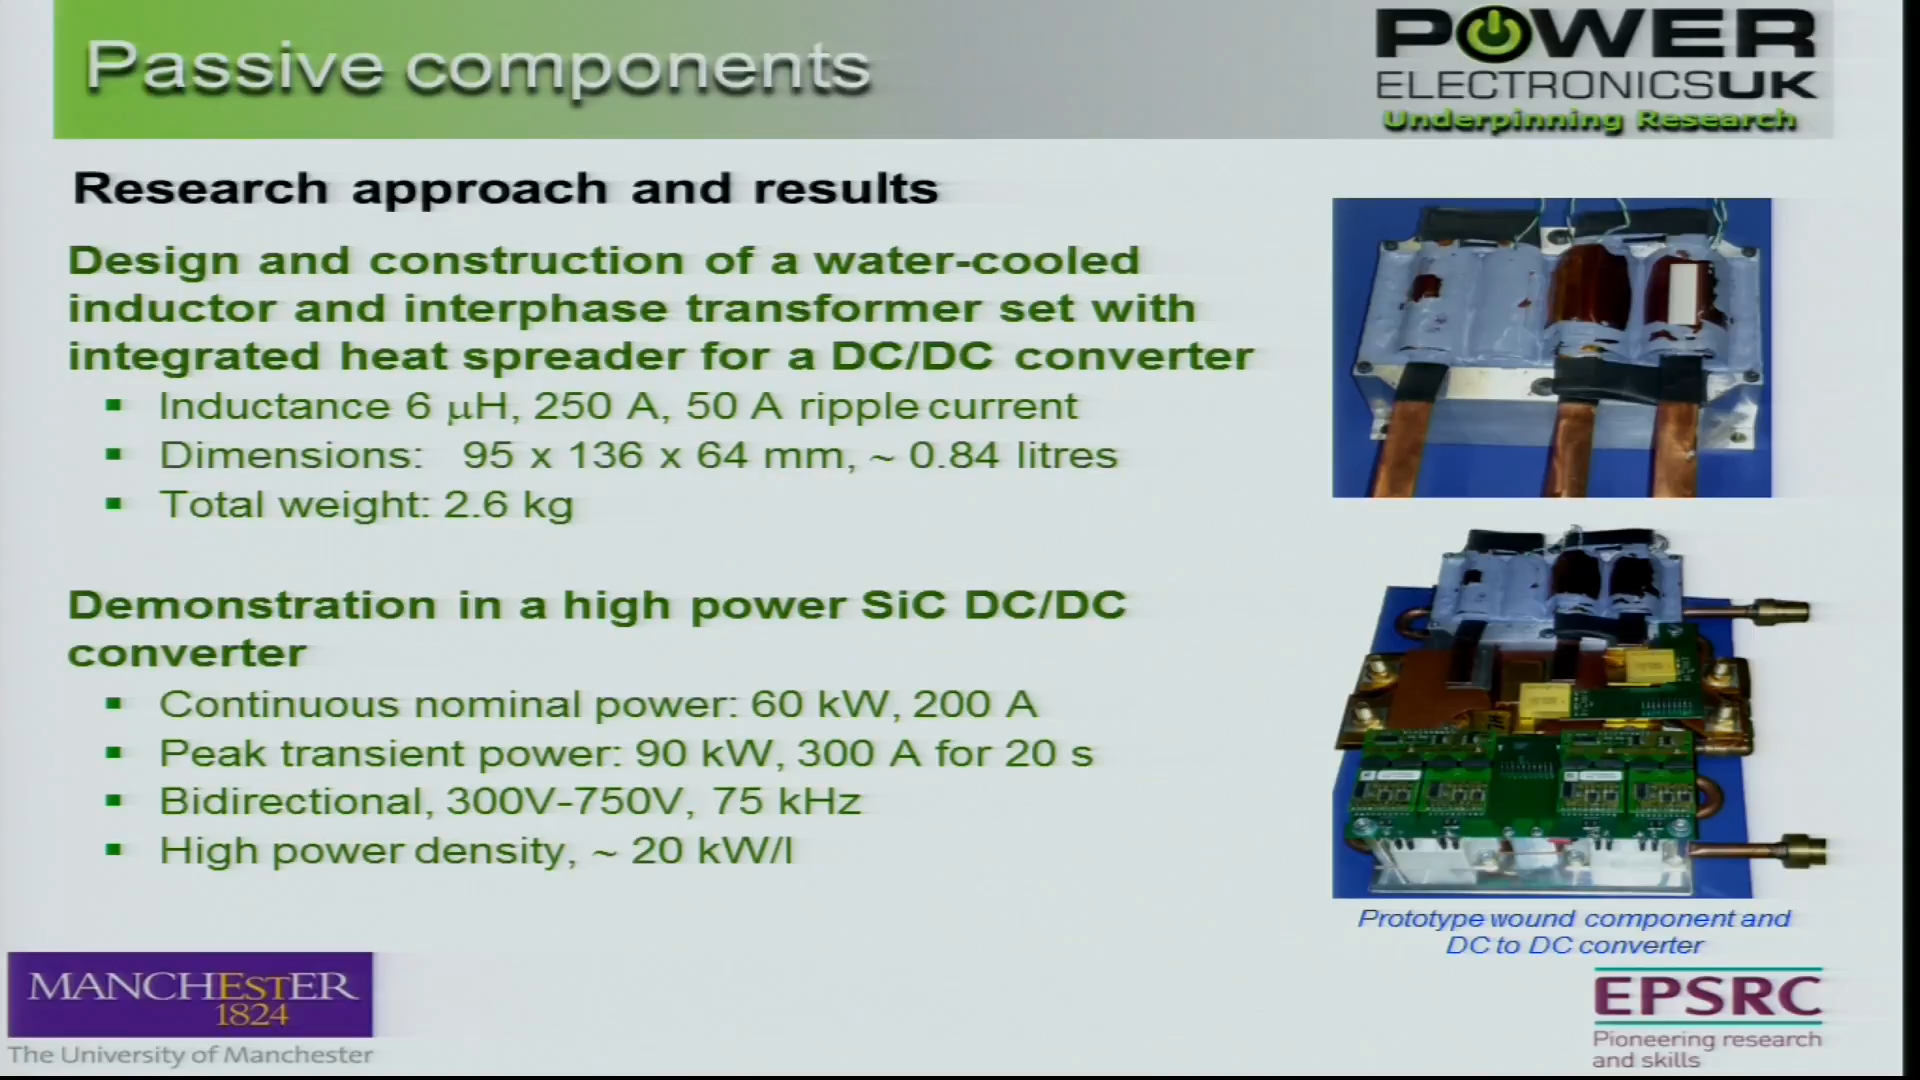 Passive components
POWER
ELECTRONICSUK
Underpinning Research
Research approach and results
Design and construction of a water-cooled
inductor and interphase transformer set with
integrated heat spreader for a DC/DC converter
▪ Inductance 6 μH, 250 A, 50 A ripple current
▪ Dimensions: 95 x 136 x 64 mm, ~ 0.84 litres
▪ Total weight: 2.6 kg
Demonstration in a high power SiC DC/DC
converter
▪ Continuous nominal power: 60 kW, 200 A
▪ Peak transient power: 90 kW, 300 A for 20 s
▪ Bidirectional, 300V-750V, 75 kHz
▪ High power density, ~ 20 kW/l
Prototype wound component and
DC to DC converter
MANCHESTER
1824
The University of Manchester
EPSRC
Pioneering research
and skills